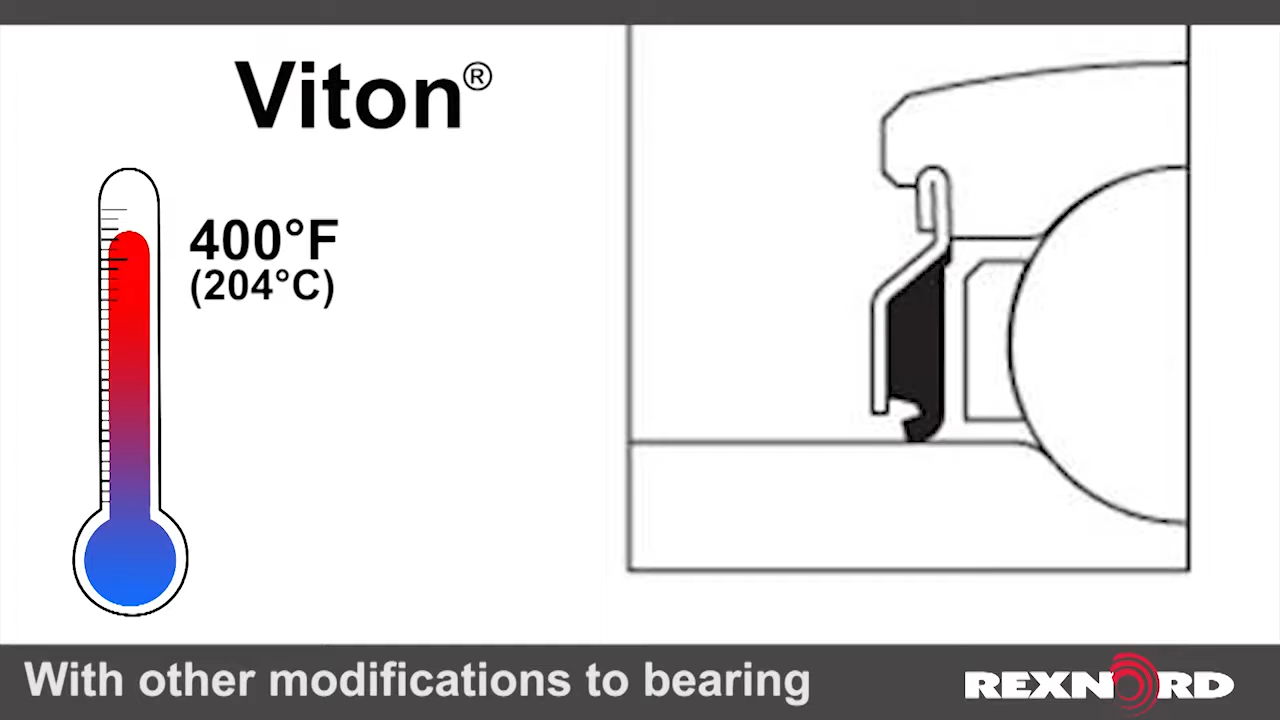 Viton®
400°F
(204°C)
With other modifications to bearing
REXNORD